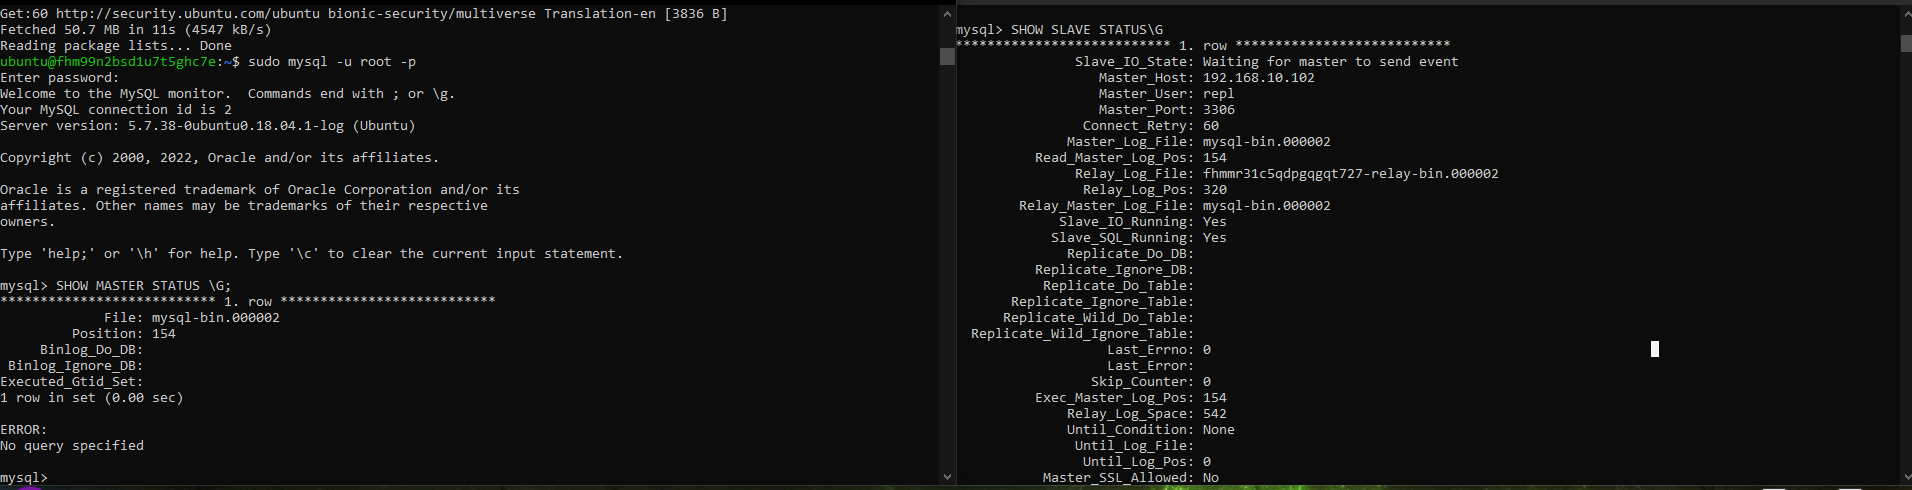 Get:60 http://security.ubuntu.com/ubuntu bionic-security/multiverse Translation-en [3836 B]
Fetched 50.7 MB in 11s (4547 kB/s)
Reading package lists... Done
ubuntu@fhm99n2bsd1u7t5ghc7e:~$ sudo mysql -u root -p
Enter password:
Welcome to the MySQL monitor.  Commands end with ; or \g.
Your MySQL connection id is 2
Server version: 5.7.38-0ubuntu0.18.04.1-log (Ubuntu)
Copyright (c) 2000, 2022, Oracle and/or its affiliates.
Oracle is a registered trademark of Oracle Corporation and/or its
affiliates. Other names may be trademarks of their respective
owners.
Type 'help;' or '\h' for help. Type '\c' to clear the current input statement.
mysql> SHOW MASTER STATUS \G;
*************************** 1. row ***************************
File: mysql-bin.000002
Position: 154
Binlog_Do_DB:
Binlog_Ignore_DB:
Executed_Gtid_Set:
1 row in set (0.00 sec)
ERROR:
No query specified
mysql>
mysql> SHOW SLAVE STATUS\G
*************************** 1. row ***************************
Slave_IO_State: Waiting for master to send event
Master_Host: 192.168.10.102
Master_User: repl
Master_Port: 3306
Connect_Retry: 60
Master_Log_File: mysql-bin.000002
Read_Master_Log_Pos: 154
Relay_Log_File: fhmmr31c5qdpgqgqt727-relay-bin.000002
Relay_Log_Pos: 320
Relay_Master_Log_File: mysql-bin.000002
Slave_IO_Running: Yes
Slave_SQL_Running: Yes
Replicate_Do_DB:
Replicate_Ignore_DB:
Replicate_Do_Table:
Replicate_Ignore_Table:
Replicate_Wild_Do_Table:
Replicate_Wild_Ignore_Table:
Last_Errno: 0
Last_Error:
Skip_Counter: 0
Exec_Master_Log_Pos: 154
Relay_Log_Space: 542
Until_Condition: None
Until_Log_File:
Until_Log_Pos: 0
Master_SSL_Allowed: No